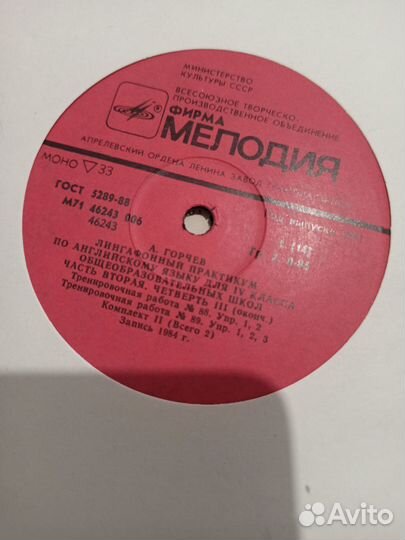 МИНИСТЕРСТВО
КУЛЬТУРЫ СССР
ВСЕСОЮЗНОЕ ТВОРЧЕСКО-
ПРОИЗВОДСТВЕННОЕ ОБЪЕДИНЕНИЕ
ФИРМА
МЕЛОДИЯ
АПРЕЛЕВСКИЙ ОРДЕНА ЛЕНИНА ЗАВОД
МОНО ▽ 33
ГОСТ 5289-88
М71 46243 006
46243
А. ГОРЧЕВ
ЛИНГАФОННЫЙ ПРАКТИКУМ
ПО АНГЛИЙСКОМУ ЯЗЫКУ ДЛЯ IV КЛАССА
ОБЩЕОБРАЗОВАТЕЛЬНЫХ ШКОЛ
ЧАСТЬ ВТОРАЯ. ЧЕТВЕРТЬ III (оконч.)
Тренировочная работа № 88. Упр. 1, 2
Тренировочная работа № 89. Упр. 1, 2, 3
Комплект II (Всего 2)
Запись 1984 г.
Avito